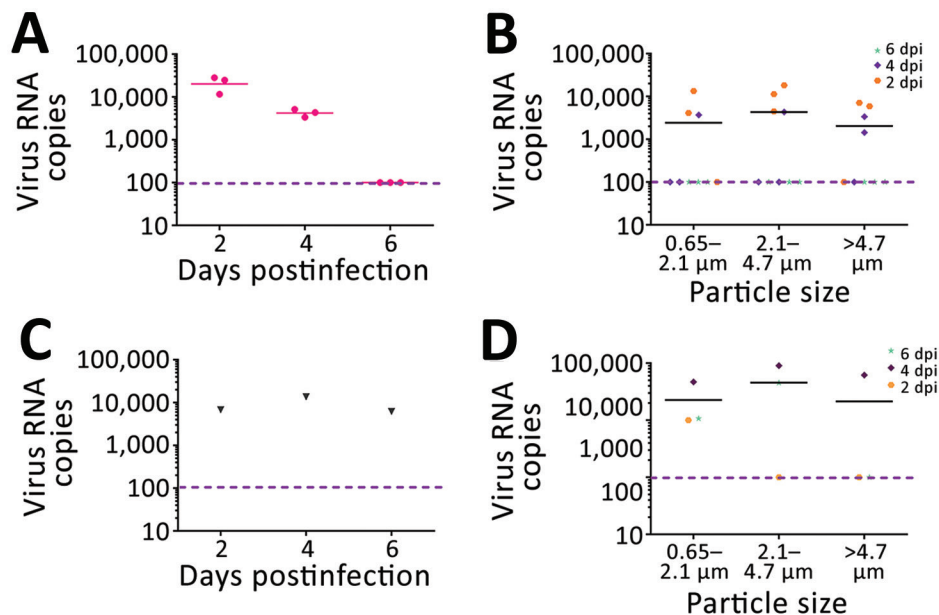 A
Virus RNA
copies
100,000
10,000
1,000
100
10
2
4
6
Days postinfection
B
Virus RNA
copies
100,000
10,000
1,000
100
10
6 dpi
4 dpi
2 dpi
0.65–
2.1 µm
2.1–
4.7 µm
>4.7
µm
Particle size
C
Virus RNA
copies
100,000
10,000
1,000
100
10
2
4
6
Days postinfection
D
Virus RNA
copies
100,000
10,000
1,000
100
10
6 dpi
4 dpi
2 dpi
0.65–
2.1 µm
2.1–
4.7 µm
>4.7
µm
Particle size